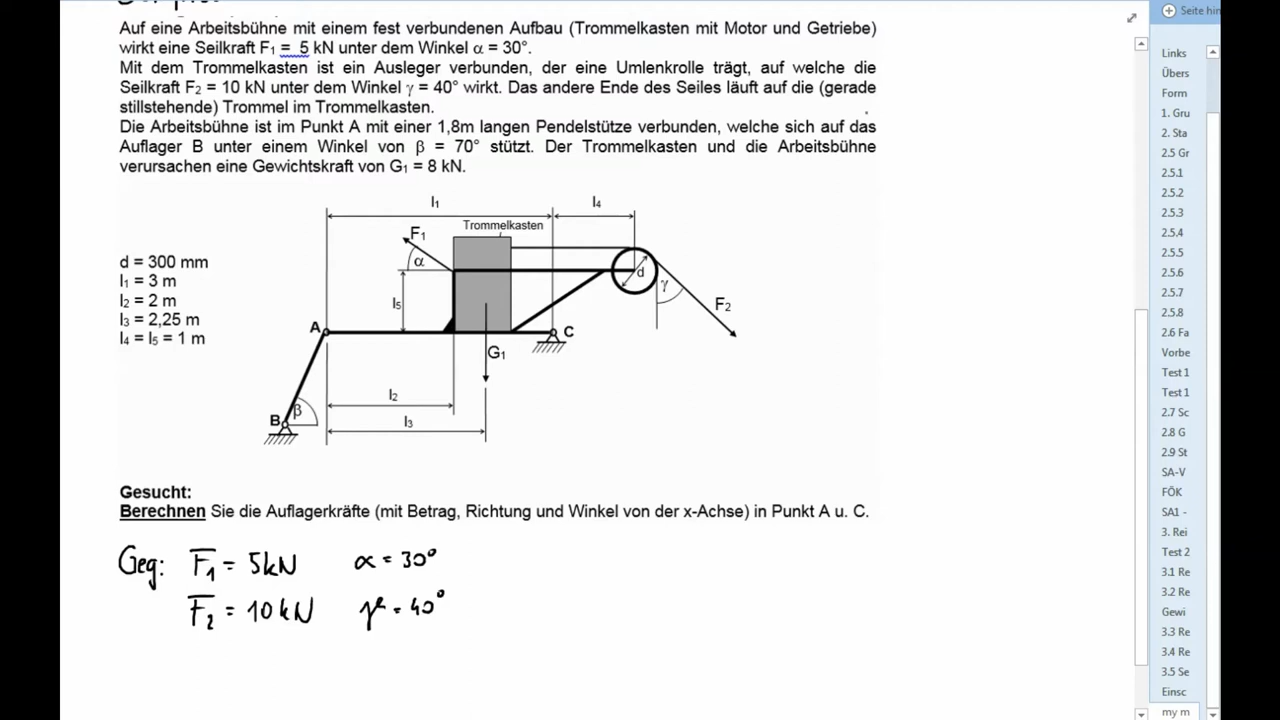 Auf eine Arbeitsbühne mit einem fest verbundenen Aufbau (Trommelkasten mit Motor und Getriebe)
wirkt eine Seilkraft F₁ = 5 kN unter dem Winkel α = 30°.
Mit dem Trommelkasten ist ein Ausleger verbunden, der eine Umlenkrolle trägt, auf welche die
Seilkraft F₂ = 10 kN unter dem Winkel γ = 40° wirkt. Das andere Ende des Seiles läuft auf die (gerade
stillstehende) Trommel im Trommelkasten.
Die Arbeitsbühne ist im Punkt A mit einer 1,8m langen Pendelstütze verbunden, welche sich auf das
Auflager B unter einem Winkel von β = 70° stützt. Der Trommelkasten und die Arbeitsbühne
verursachen eine Gewichtskraft von G₁ = 8 kN.
l₁
l₄
Trommelkasten
F₁
α
d = 300 mm
l₁ = 3 m
l₂ = 2 m
l₃ = 2,25 m
l₄ = l₅ = 1 m
d
γ
l₅
F₂
A
C
G₁
l₂
B
β
l₃
Gesucht:
Berechnen Sie die Auflagerkräfte (mit Betrag, Richtung und Winkel von der x-Achse) in Punkt A u. C.
Geg: F₁ = 5kN α = 30°
F₂ = 10kN γ = 40°
Seite hin
Links
Übers
Form
1. Gru
2. Sta
2.5 Gr
2.5.1
2.5.2
2.5.3
2.5.4
2.5.5
2.5.6
2.5.7
2.5.8
2.6 Fa
Vorbe
Test 1
Test 1
2.7 Sc
2.8 G
2.9 St
SA-V
FÖK
SA1 -
3. Rei
Test 2
3.1 Re
3.2 Re
Gewi
3.3 Re
3.4 Re
3.5 Se
Einsc
my m